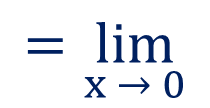 = lim
x → 0